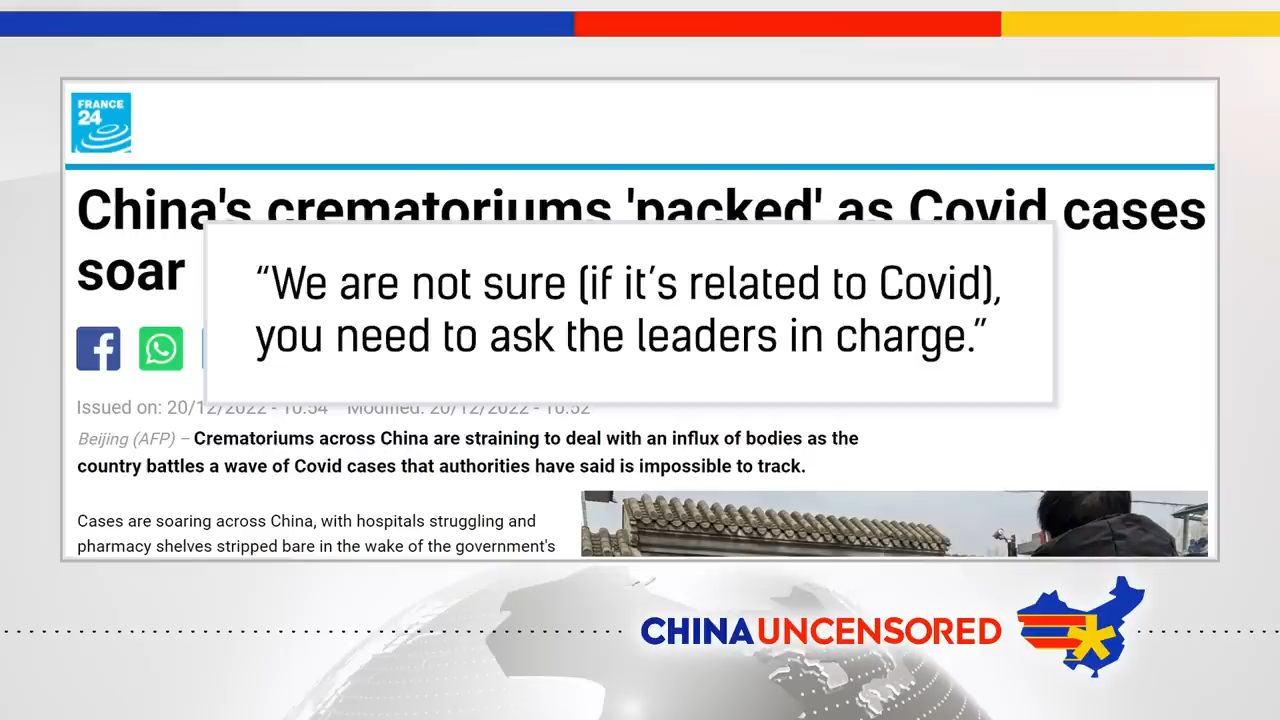 FRANCE
24
China's crematoriums 'packed' as Covid cases
soar
“We are not sure (if it’s related to Covid),
you need to ask the leaders in charge.”
Issued on: 20/12/2022 - 10:54 Modified: 20/12/2022 - 10:52
Beijing (AFP) – Crematoriums across China are straining to deal with an influx of bodies as the
country battles a wave of Covid cases that authorities have said is impossible to track.
Cases are soaring across China, with hospitals struggling and
pharmacy shelves stripped bare in the wake of the government's
CHINA UNCENSORED